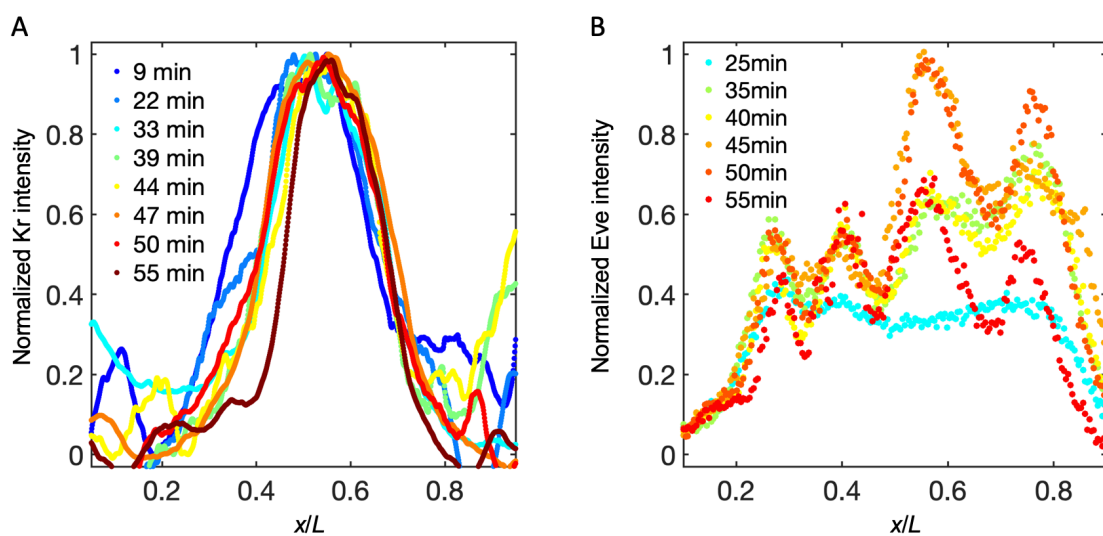 A
Normalized Kr intensity
1
0.8
0.6
0.4
0.2
0
9 min
22 min
33 min
39 min
44 min
47 min
50 min
55 min
0.2 0.4 0.6 0.8
x/L
B
Normalized Eve intensity
1
0.8
0.6
0.4
0.2
0
25min
35min
40min
45min
50min
55min
0.2 0.4 0.6 0.8
x/L